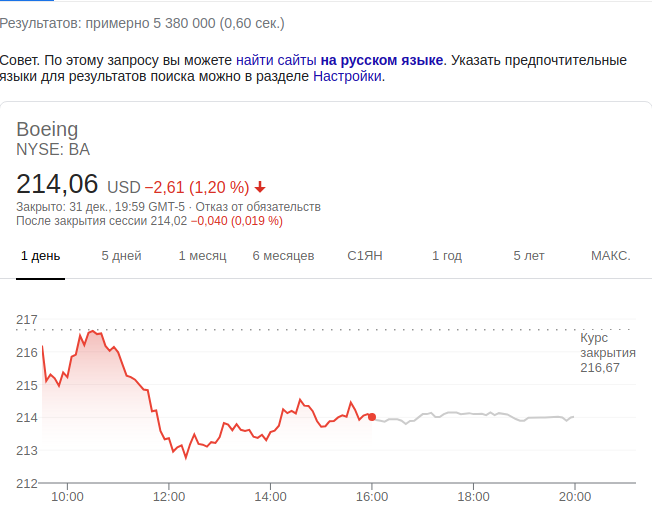 Результатов: примерно 5 380 000 (0,60 сек.)
Совет. По этому запросу вы можете найти сайты на русском языке. Указать предпочтительные
языки для результатов поиска можно в разделе Настройки.
Boeing
NYSE: BA
214,06 USD −2,61 (1,20 %)
Закрыто: 31 дек., 19:59 GMT-5 · Отказ от обязательств
После закрытия сессии 214,02 −0,040 (0,019 %)
1 день 5 дней 1 месяц 6 месяцев С1ЯН 1 год 5 лет МАКС.
217
Курс
216
закрытия
216,67
215
214
213
212
10:00 12:00 14:00 16:00 18:00 20:00